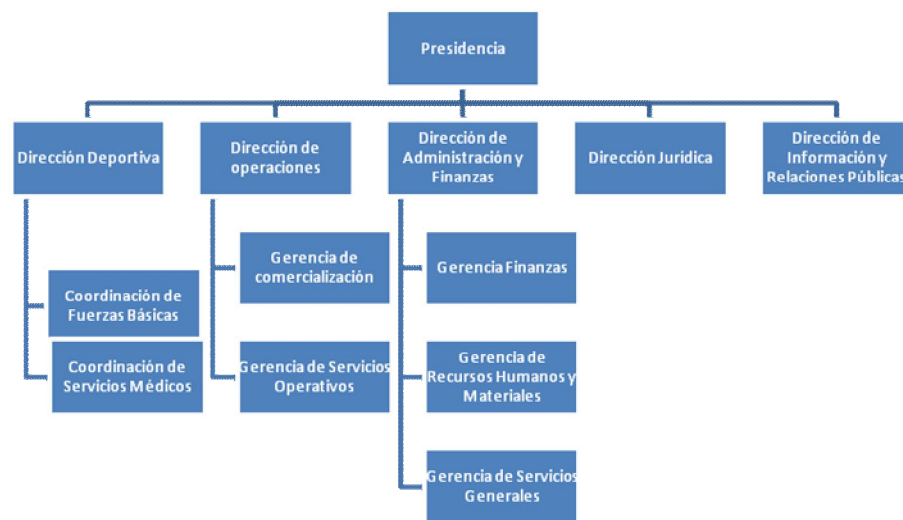 Presidencia
Dirección Deportiva
Dirección de
operaciones
Dirección de
Administración y
Finanzas
Dirección Jurídica
Dirección de
Información y
Relaciones Públicas
Coordinación de
Fuerzas Básicas
Coordinación de
Servicios Médicos
Gerencia de
comercialización
Gerencia de Servicios
Operativos
Gerencia Finanzas
Gerencia de
Recursos Humanos y
Materiales
Gerencia de Servicios
Generales